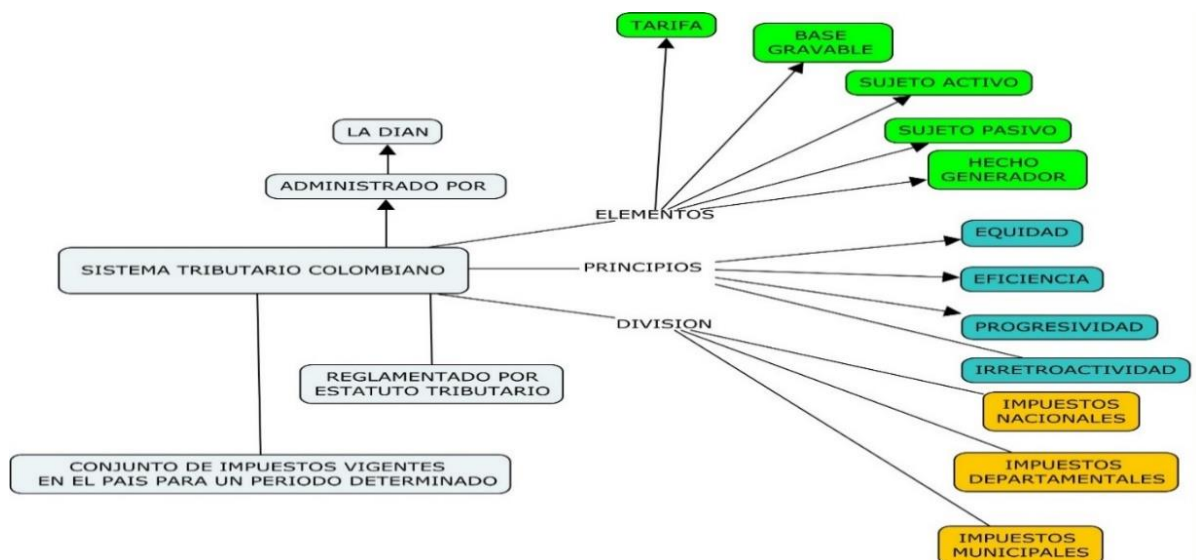 TARIFA
BASE
GRAVABLE
SUJETO ACTIVO
SUJETO PASIVO
HECHO
GENERADOR
LA DIAN
ADMINISTRADO POR
ELEMENTOS
SISTEMA TRIBUTARIO COLOMBIANO
PRINCIPIOS
EQUIDAD
EFICIENCIA
PROGRESIVIDAD
IRRETROACTIVIDAD
DIVISION
REGLAMENTADO POR
ESTATUTO TRIBUTARIO
IMPUESTOS
NACIONALES
IMPUESTOS
DEPARTAMENTALES
IMPUESTOS
MUNICIPALES
CONJUNTO DE IMPUESTOS VIGENTES
EN EL PAIS PARA UN PERIODO DETERMINADO